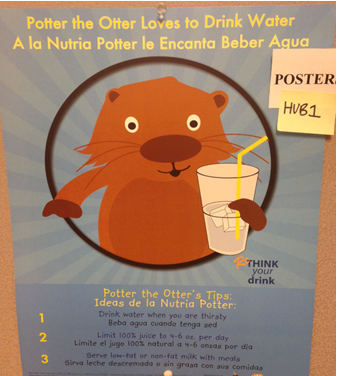 Potter the Otter Loves to Drink Water
A la Nutria Potter le Encanta Beber Agua
POSTER
HUB1
THINK
your
drink
Potter the Otter's Tips:
Ideas de la Nutria Potter:
1 Drink water when you are thirsty
Beba agua cuando tenga sed
2 Limit 100% juice to 4-6 oz. per day
Limite el jugo 100% natural a 4-6 onzas por día
3 Serve low-fat or non-fat milk with meals
Sirva leche descremada o sin grasa con sus comidas